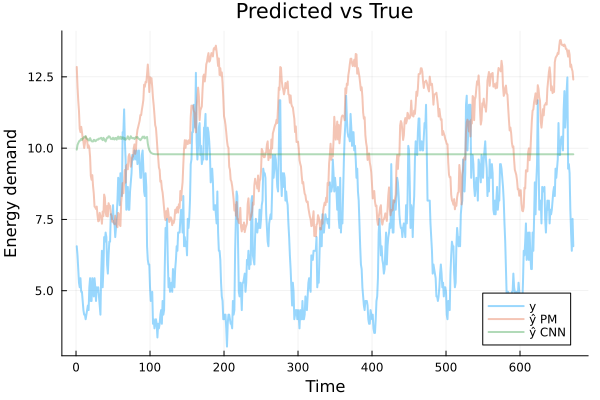 Predicted vs True
Energy demand
12.5
10.0
7.5
5.0
y
ŷ PM
ŷ CNN
0 100 200 300 400 500 600
Time